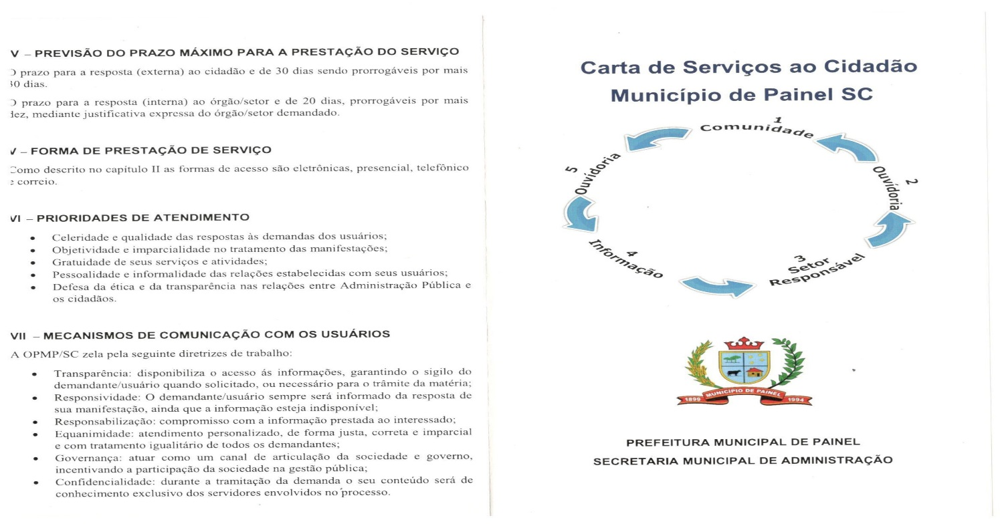 V – PREVISÃO DO PRAZO MÁXIMO PARA A PRESTAÇÃO DO SERVIÇO
O prazo para a resposta (externa) ao cidadão e de 30 dias sendo prorrogáveis por mais
30 dias.
O prazo para a resposta (interna) ao órgão/setor e de 20 dias, prorrogáveis por mais
dez, mediante justificativa expressa do órgão/setor demandado.
V – FORMA DE PRESTAÇÃO DE SERVIÇO
Como descrito no capítulo II as formas de acesso são eletrônicas, presencial, telefônico
e correio.
VI – PRIORIDADES DE ATENDIMENTO
• Celeridade e qualidade das respostas às demandas dos usuários;
• Objetividade e imparcialidade no tratamento das manifestações;
• Gratuidade de seus serviços e atividades;
• Pessoalidade e informalidade das relações estabelecidas com seus usuários;
• Defesa da ética e da transparência nas relações entre Administração Pública e
os cidadãos.
VII – MECANISMOS DE COMUNICAÇÃO COM OS USUÁRIOS
A OPMP/SC zela pela seguinte diretrizes de trabalho:
• Transparência: disponibiliza o acesso ás informações, garantindo o sigilo do
demandante/usuário quando solicitado, ou necessário para o trâmite da matéria;
• Responsividade: O demandante/usuário sempre será informado da resposta de
sua manifestação, ainda que a informação esteja indisponível;
• Responsabilização: compromisso com a informação prestada ao interessado;
• Equanimidade: atendimento personalizado, de forma justa, correta e imparcial
e com tratamento igualitário de todos os demandantes;
• Governança: atuar como um canal de articulação da sociedade e governo,
incentivando a participação da sociedade na gestão pública;
• Confidencialidade: durante a tramitação da demanda o seu conteúdo será de
conhecimento exclusivo dos servidores envolvidos no processo.
Carta de Serviços ao Cidadão
Município de Painel SC
1
Comunidade
2
Ouvidoria
3
Setor
Responsável
4
Informação
5
Ouvidoria
MUNICÍPIO DE PAINEL
1899 1994
PREFEITURA MUNICIPAL DE PAINEL
SECRETARIA MUNICIPAL DE ADMINISTRAÇÃO